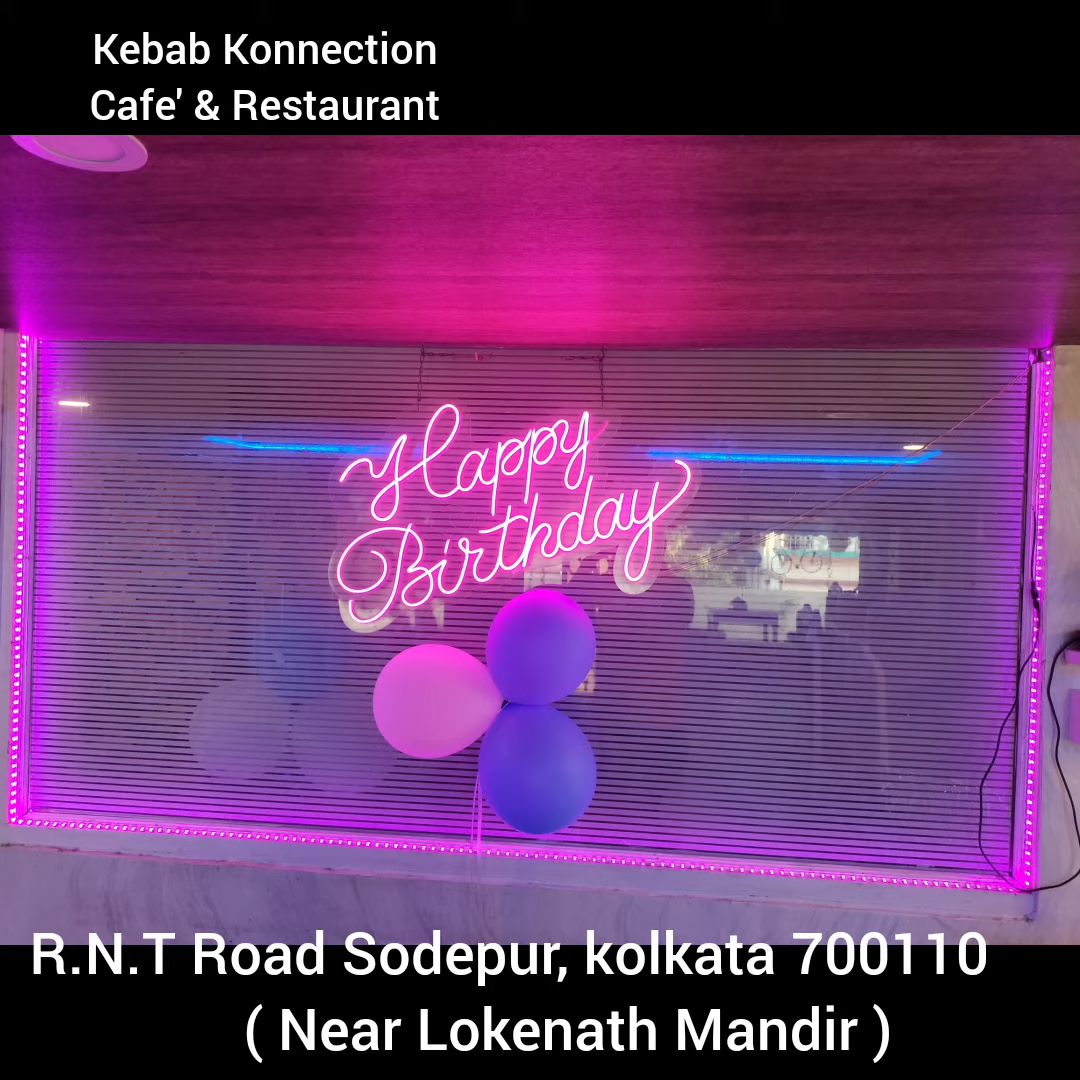 Kebab Konnection
Cafe' & Restaurant
Happy
Birthday
R.N.T Road Sodepur, kolkata 700110
( Near Lokenath Mandir )